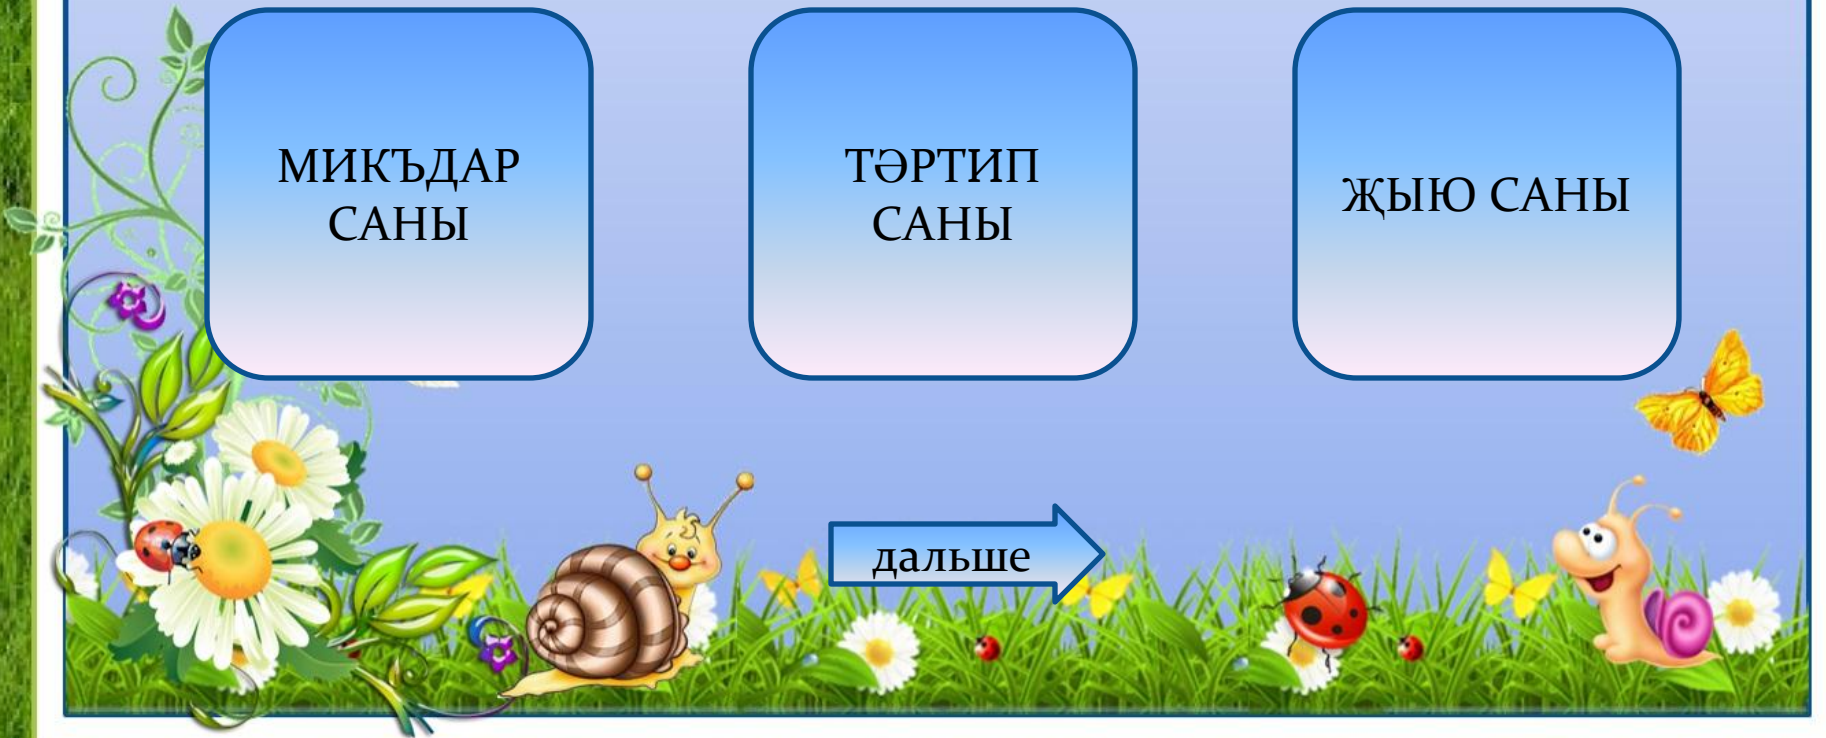 МИКЪДАР
САНЫ
ТӘРТИП
САНЫ
ҖЫЮ САНЫ
дальше